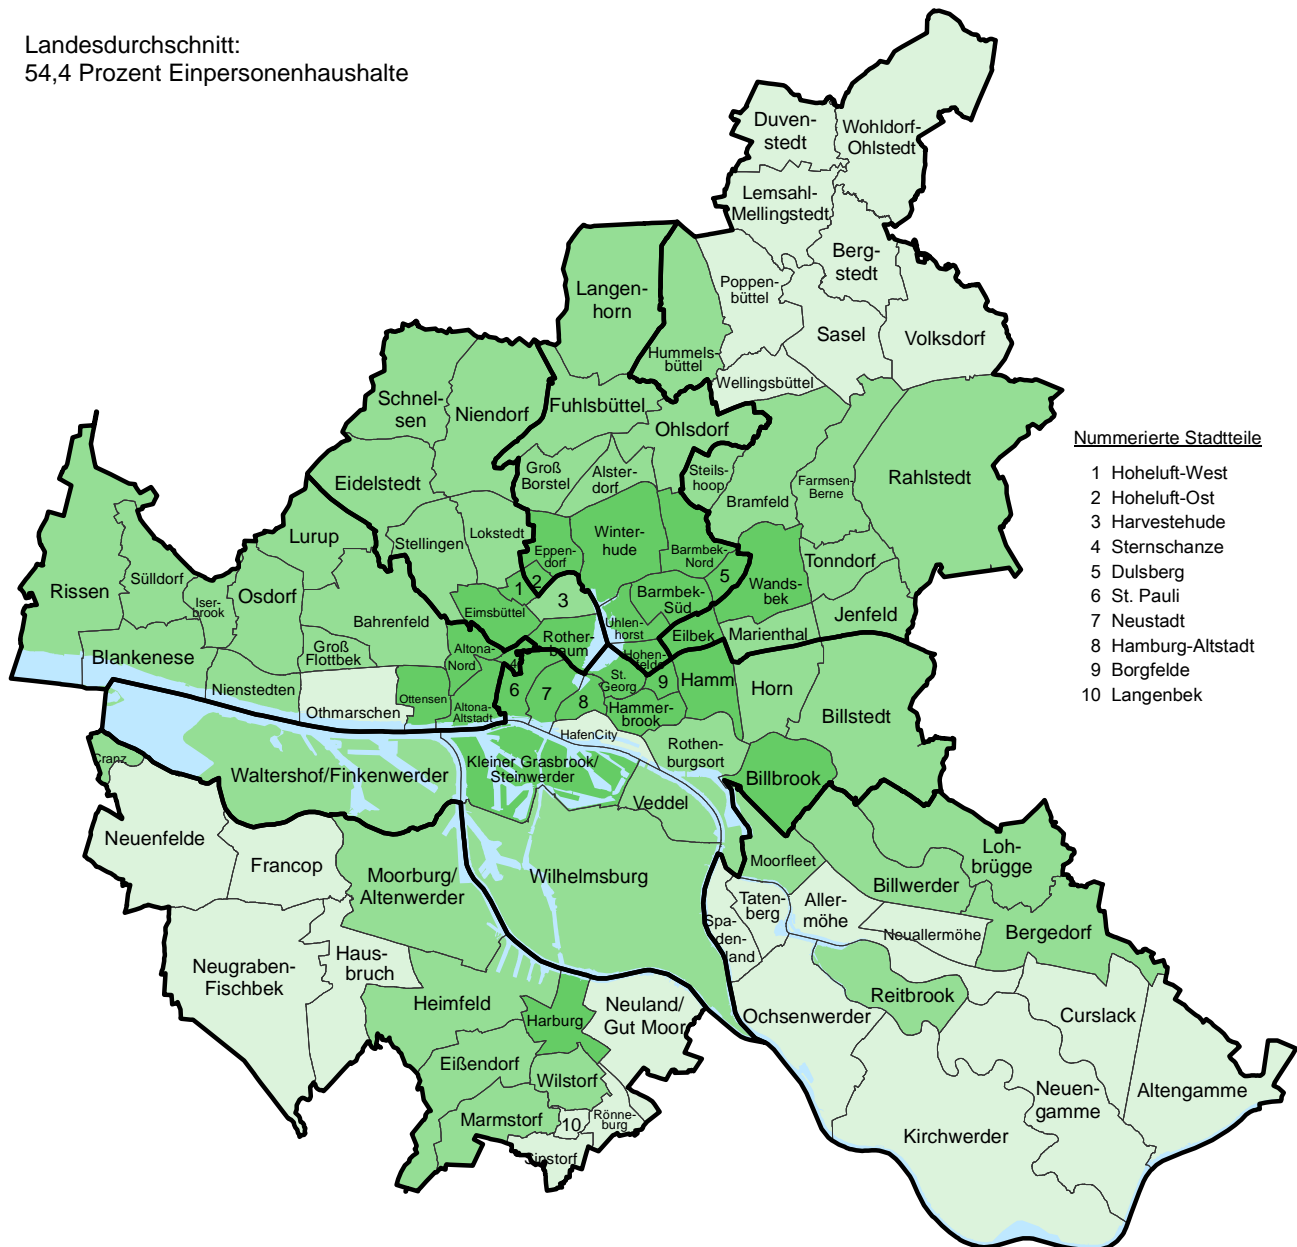 Landesdurchschnitt:
54,4 Prozent Einpersonenhaushalte
Duven-
stedt
Wohldorf-
Ohlstedt
Lemsahl-
Mellingstedt
Berg-
stedt
Poppen-
büttel
Sasel
Volksdorf
Wellingsbüttel
Langen-
horn
Hummels-
büttel
Schnel-
sen
Niendorf
Fuhlsbüttel
Ohlsdorf
Eidelstedt
Groß
Borstel
Alster-
dorf
Steils-
hoop
Bramfeld
Farmsen-
Berne
Rahlstedt
Nummerierte Stadtteile
1 Hoheluft-West
2 Hoheluft-Ost
3 Harvestehude
4 Sternschanze
5 Dulsberg
6 St. Pauli
7 Neustadt
8 Hamburg-Altstadt
9 Borgfelde
10 Langenbek
Lurup
Stellingen
Lokstedt
Winter-
hude
Eppen-
dorf
Barmbek-
Nord
Tonndorf
Rissen
Sülldorf
Iser-
brook
Osdorf
Bahrenfeld
Eimsbüttel
1
2
3
5
Barmbek-
Süd
Wands-
bek
Jenfeld
Uhlen-
horst
Eilbek
Marienthal
Blankenese
Groß
Flottbek
Altona-
Nord
Rother-
baum
Hohen-
felde
Nienstedten
Othmarschen
Ottensen
Altona-
Altstadt
4
6
7
8
St.
Georg
9
Hamm
Horn
Billstedt
Hammer-
brook
HafenCity
Rothen-
burgsort
Cranz
Waltershof/Finkenwerder
Kleiner Grasbrook/
Steinwerder
Billbrook
Veddel
Neuenfelde
Francop
Moorburg/
Altenwerder
Wilhelmsburg
Moorfleet
Billwerder
Loh-
brügge
Taten-
berg
Aller-
möhe
Neuallermöhe
Bergedorf
Spa-
den-
land
Neugraben-
Fischbek
Haus-
bruch
Heimfeld
Harburg
Neuland/
Gut Moor
Ochsenwerder
Reitbrook
Curslack
Eißendorf
Wilstorf
Neuen-
gamme
Altengamme
Marmstorf
10
Rönne-
burg
Kirchwerder
Sinstorf